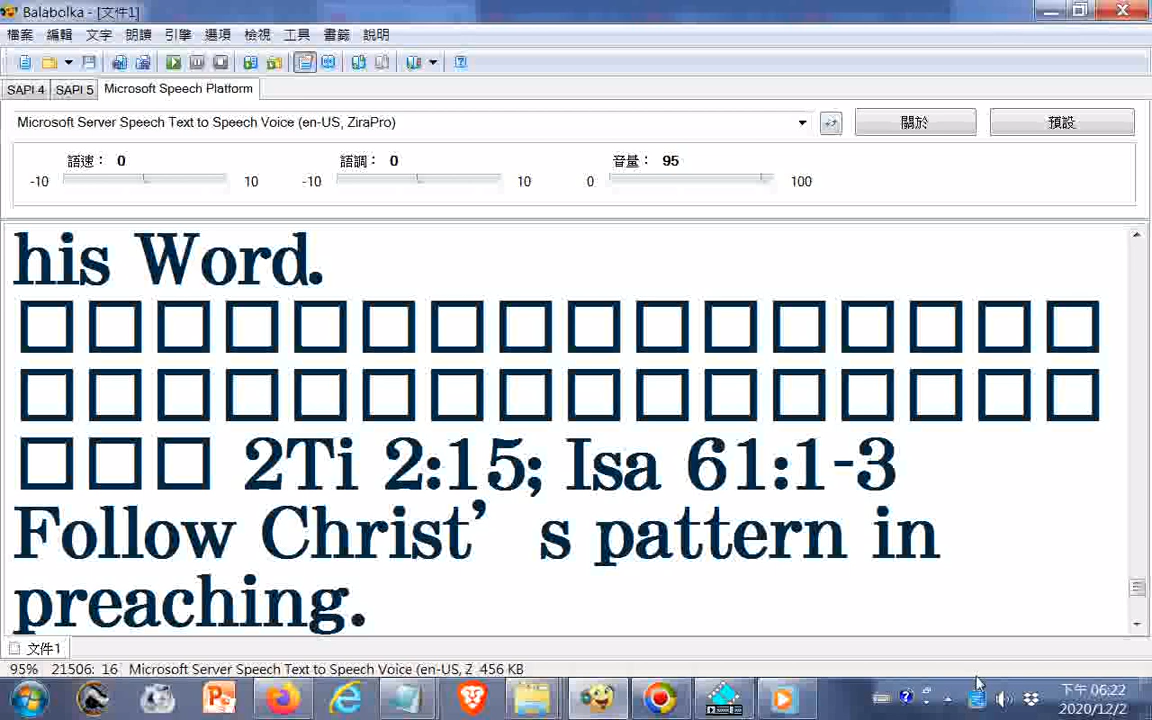 Balabolka - [文件1]
檔案 編輯 文字 朗讀 引擎 選項 檢視 工具 書籤 說明
SAPI 4 SAPI 5 Microsoft Speech Platform
Microsoft Server Speech Text to Speech Voice (en-US, ZiraPro) 關於 預設
語速： 0 語調： 0 音量： 95
-10 10 -10 10 0 100
his Word.
□□□□□□□□□□□□□□□□
□□□□□□□□□□□□□□□□
□□□ 2Ti 2:15; Isa 61:1-3
Follow Christ’s pattern in
preaching.
文件1
95% 21506: 16 Microsoft Server Speech Text to Speech Voice (en-US, Z 456 KB
下午 06:22
2020/12/2